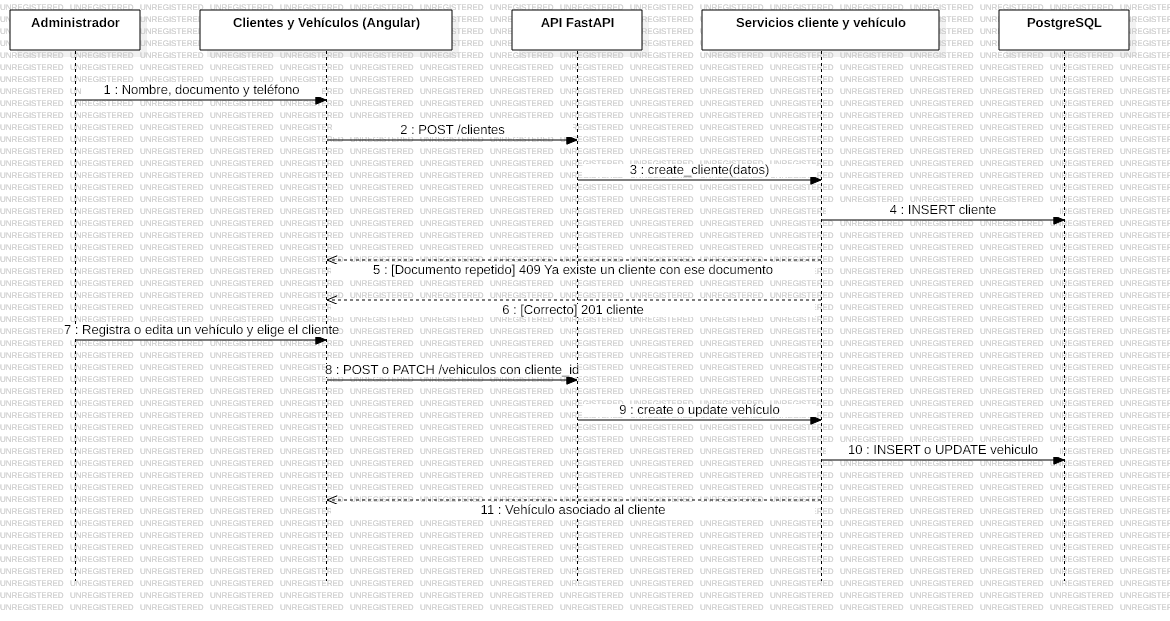 Administrador
Clientes y Vehículos (Angular)
API FastAPI
Servicios cliente y vehículo
PostgreSQL
1 : Nombre, documento y teléfono
2 : POST /clientes
3 : create_cliente(datos)
4 : INSERT cliente
5 : [Documento repetido] 409 Ya existe un cliente con ese documento
6 : [Correcto] 201 cliente
7 : Registra o edita un vehículo y elige el cliente
8 : POST o PATCH /vehiculos con cliente_id
9 : create o update vehículo
10 : INSERT o UPDATE vehiculo
11 : Vehículo asociado al cliente
UNREGISTERED